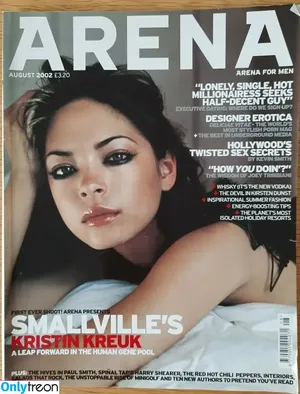 ARENA
AUGUST 2002 £3.20
ARENA FOR MEN
"LONELY, SINGLE, HOT
MILLIONAIRESS SEEKS
HALF-DECENT GUY"
EXECUTIVE DATING: WHERE DO WE SIGN UP?
DESIGNER EROTICA
DELICIAE VITAE - THE WORLD'S
MOST STYLISH PORN MAG
+ THE BEST IN UNDERGROUND MEDIA
HOLLYWOOD'S
TWISTED SEX SECRETS
BY KEVIN SMITH
"HOW YOU DOIN'?"
THE WISDOM OF JOEY TRIBBIANI
WHISKY (IT'S THE NEW VODKA)
+ THE DEVIL IN KIRSTEN DUNST
+ INSPIRATIONAL SUMMER FASHION
+ ENERGY-BOOSTING TIPS
+ THE PLANET'S MOST
ISOLATED HOLIDAY RESORTS
FIRST EVER SHOOT! ARENA PRESENTS
SMALLVILLE'S
KRISTIN KREUK
A LEAP FORWARD IN THE HUMAN GENE POOL
PLUS: THE HIVES IN PAUL SMITH, SPINAL TAP'S HARRY SHEARER, THE RED HOT CHILI PEPPERS, INTERIORS,
SALADS THAT ROCK, THE UNSTOPPABLE RISE OF MINIGOLF AND TEN NEW AUTHORS TO PRETEND YOU'VE READ
Onlytreon